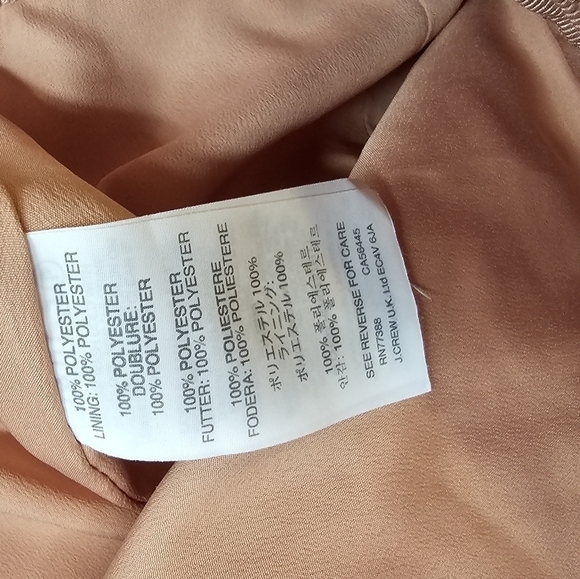 100% POLYESTER
LINING: 100% POLYESTER
100% POLYESTER
DOUBLURE:
100% POLYESTER
100% POLYESTER
FUTTER: 100% POLYESTER
100% POLIESTERE
FODERA: 100% POLIESTERE
ポリエステル 100%
ライニング:
ポリエステル 100%
100% 폴리에스테르
안감: 100% 폴리에스테르
SEE REVERSE FOR CARE
RN77388 CA56445
J.CREW U.K. Ltd EC4V 6JA